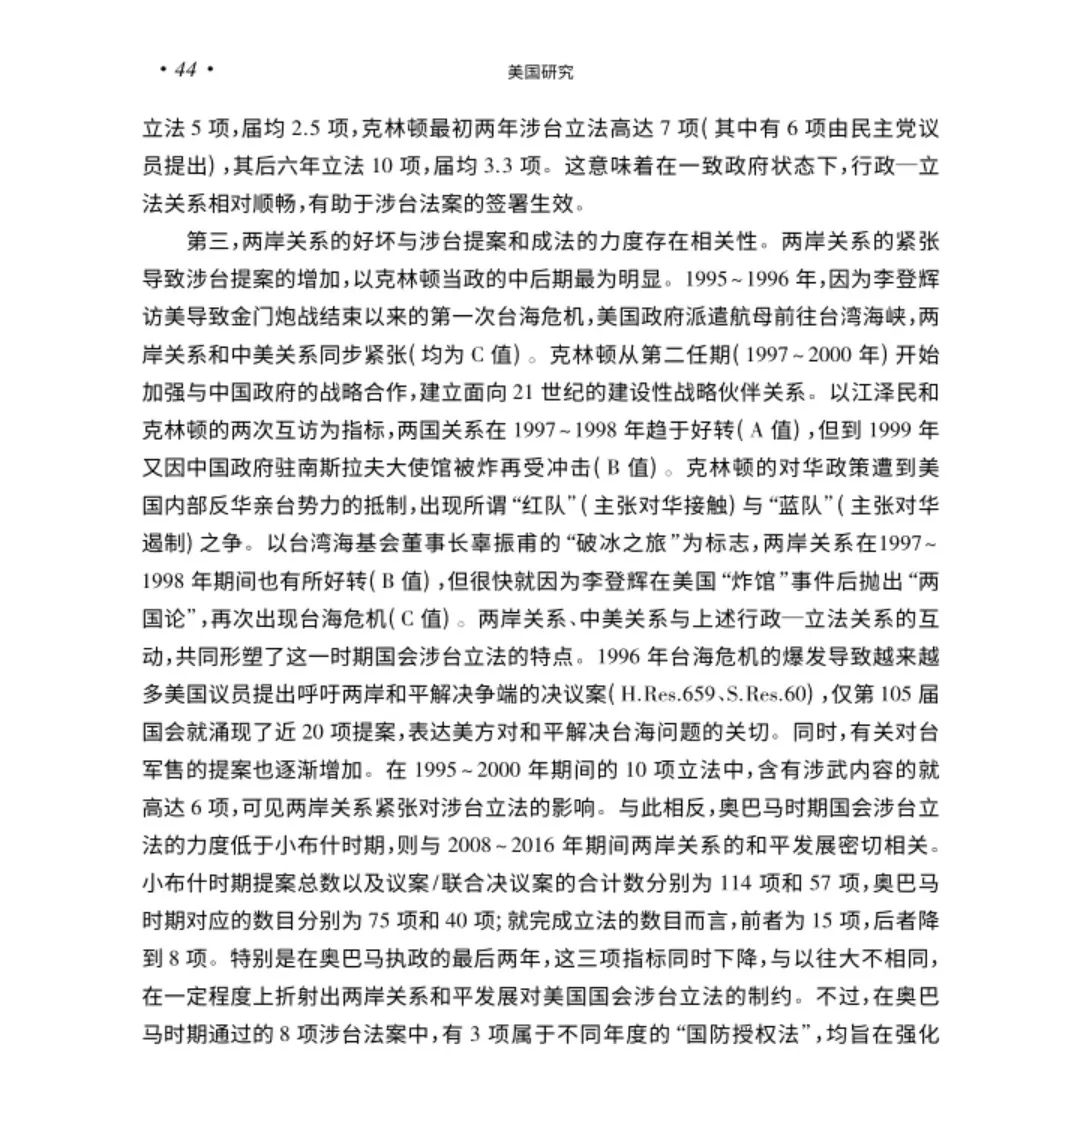 • 44 •
美国研究
立法 5 项,届均 2.5 项,克林顿最初两年涉台立法高达 7 项(其中有 6 项由民主党议
员提出),其后六年立法 10 项,届均 3.3 项。这意味着在一致政府状态下,行政—立
法关系相对顺畅,有助于涉台法案的签署生效。
第三,两岸关系的好坏与涉台提案和成法的力度存在相关性。两岸关系的紧张
导致涉台提案的增加,以克林顿当政的中后期最为明显。1995~1996 年,因为李登辉
访美导致金门炮战结束以来的第一次台海危机,美国政府派遣航母前往台湾海峡,两
岸关系和中美关系同步紧张(均为 C 值)。克林顿从第二任期(1997~2000 年)开始
加强与中国政府的战略合作,建立面向 21 世纪的建设性战略伙伴关系。以江泽民和
克林顿的两次互访为指标,两国关系在 1997~1998 年趋于好转(A 值),但到 1999 年
又因中国政府驻南斯拉夫大使馆被炸再受冲击(B 值)。克林顿的对华政策遭到美
国内部反华亲台势力的抵制,出现所谓“红队”(主张对华接触)与“蓝队”(主张对华
遏制)之争。以台湾海基会董事长辜振甫的“破冰之旅”为标志,两岸关系在1997~
1998 年期间也有所好转(B 值),但很快就因为李登辉在美国“炸馆”事件后抛出“两
国论”,再次出现台海危机(C 值)。两岸关系、中美关系与上述行政—立法关系的互
动,共同形塑了这一时期国会涉台立法的特点。1996 年台海危机的爆发导致越来越
多美国议员提出呼吁两岸和平解决争端的决议案(H.Res.659、S.Res.60),仅第 105 届
国会就涌现了近 20 项提案,表达美方对和平解决台海问题的关切。同时,有关对台
军售的提案也逐渐增加。在 1995~2000 年期间的 10 项立法中,含有涉武内容的就
高达 6 项,可见两岸关系紧张对涉台立法的影响。与此相反,奥巴马时期国会涉台立
法的力度低于小布什时期,则与 2008~2016 年期间两岸关系的和平发展密切相关。
小布什时期提案总数以及议案/联合决议案的合计数分别为 114 项和 57 项,奥巴马
时期对应的数目分别为 75 项和 40 项;就完成立法的数目而言,前者为 15 项,后者降
到 8 项。特别是在奥巴马执政的最后两年,这三项指标同时下降,与以往大不相同,
在一定程度上折射出两岸关系和平发展对美国国会涉台立法的制约。不过,在奥巴
马时期通过的 8 项涉台法案中,有 3 项属于不同年度的“国防授权法”,均旨在强化